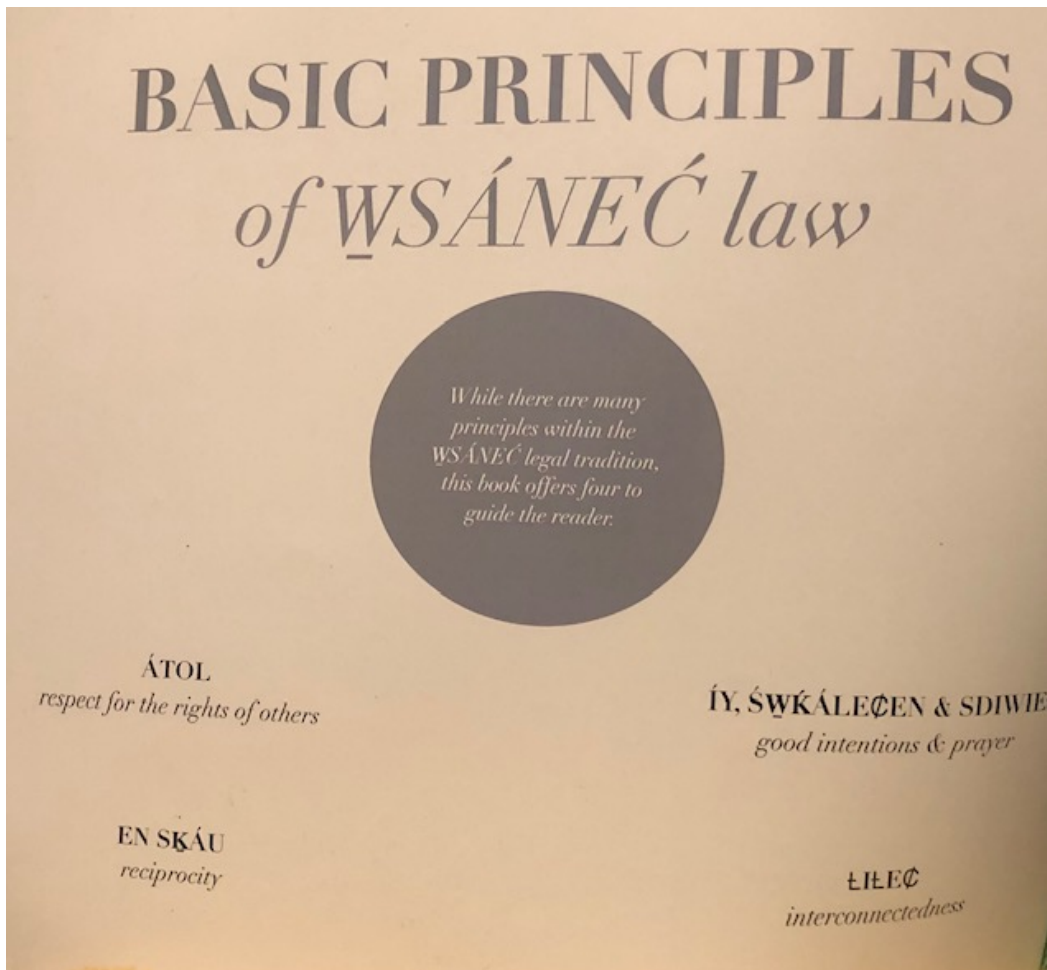 BASIC PRINCIPLES
of W̱SÁNEĆ law
While there are many
principles within the
W̱SÁNEĆ legal tradition,
this book offers four to
guide the reader.
ÁTOL
respect for the rights of others
ÍY, ŚW̱ḰÁLEȻEN & SDIWIE
good intentions & prayer
EN SḴÁU
reciprocity
ȽIȽEȻ
interconnectedness